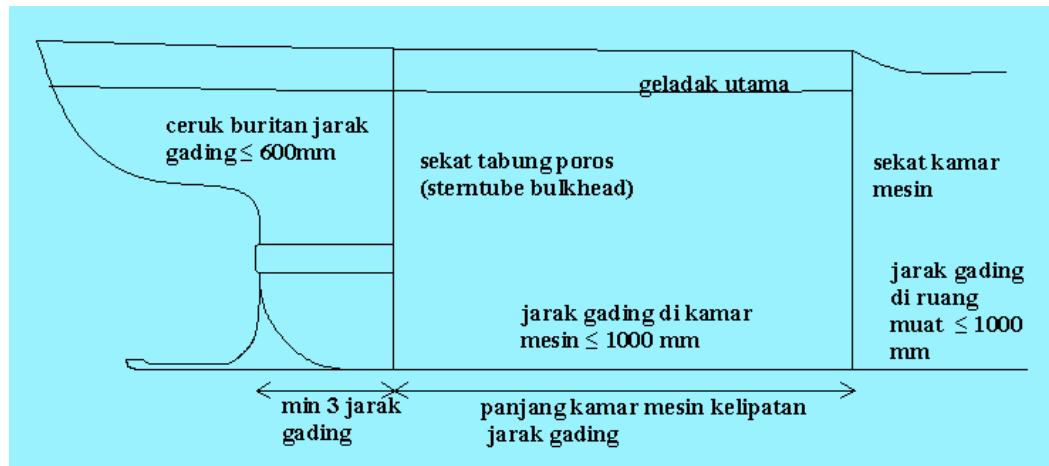 geladak utama
ceruk buritan jarak
gading ≤ 600mm
sekat tabung poros
(sterntube bulkhead)
sekat kamar
mesin
jarak gading di kamar
mesin ≤ 1000 mm
jarak gading
di ruang
muat ≤ 1000
mm
min 3 jarak
gading
panjang kamar mesin kelipatan
jarak gading